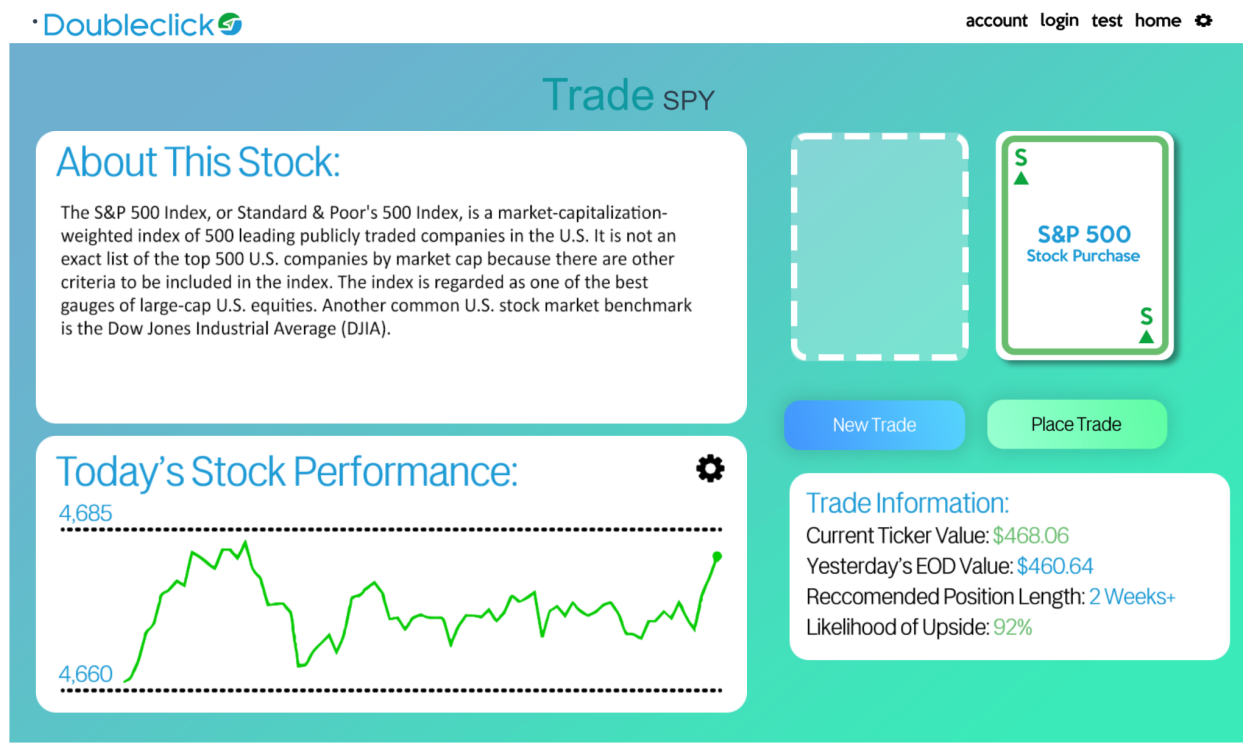 Doubleclick
account login test home
Trade SPY
About This Stock:
The S&P 500 Index, or Standard & Poor's 500 Index, is a market-capitalization-
weighted index of 500 leading publicly traded companies in the U.S. It is not an
exact list of the top 500 U.S. companies by market cap because there are other
criteria to be included in the index. The index is regarded as one of the best
gauges of large-cap U.S. equities. Another common U.S. stock market benchmark
is the Dow Jones Industrial Average (DJIA).
S
S&P 500
Stock Purchase
S
New Trade
Place Trade
Today's Stock Performance:
4,685
4,660
Trade Information:
Current Ticker Value: $468.06
Yesterday's EOD Value: $460.64
Reccomended Position Length: 2 Weeks+
Likelihood of Upside: 92%